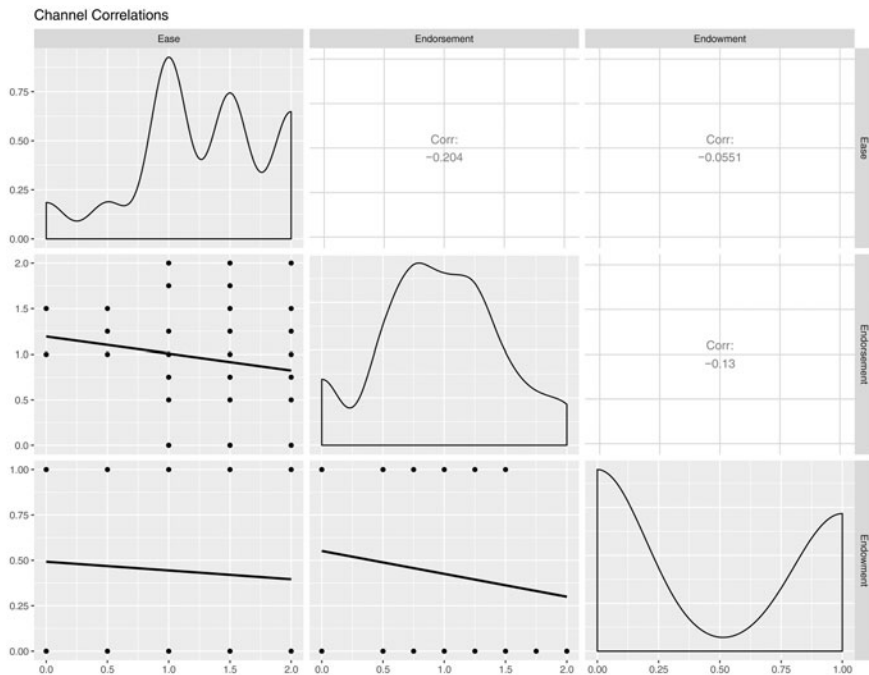 Channel Correlations
Ease
Endorsement
Endowment
0.75
0.50
0.25
0.00
Corr:
−0.204
Corr:
−0.0551
Ease
2.0
1.5
1.0
0.5
0.0
Corr:
−0.13
Endorsement
1.00
0.75
0.50
0.25
0.00
Endowment
0.0 0.5 1.0 1.5 2.0
0.0 0.5 1.0 1.5 2.0
0.00 0.25 0.50 0.75 1.00